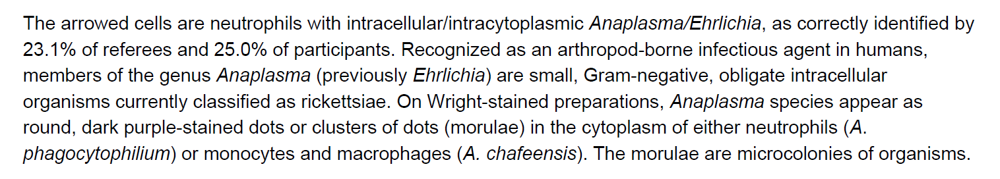 The arrowed cells are neutrophils with intracellular/intracytoplasmic Anaplasma/Ehrlichia, as correctly identified by
23.1% of referees and 25.0% of participants. Recognized as an arthropod-borne infectious agent in humans,
members of the genus Anaplasma (previously Ehrlichia) are small, Gram-negative, obligate intracellular
organisms currently classified as rickettsiae. On Wright-stained preparations, Anaplasma species appear as
round, dark purple-stained dots or clusters of dots (morulae) in the cytoplasm of either neutrophils (A.
phagocytophilium) or monocytes and macrophages (A. chafeensis). The morulae are microcolonies of organisms.